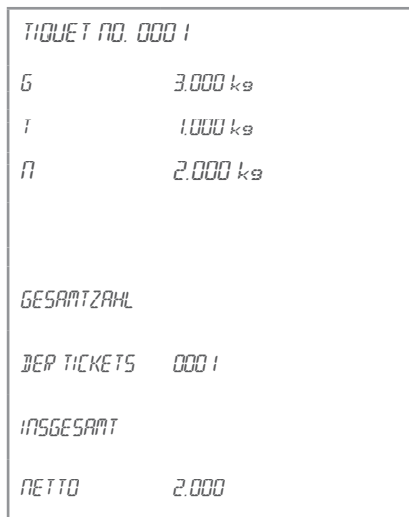 TIQUET NO. 0001
G 3.000 kg
T 1.000 kg
N 2.000 kg
GESAMTZAHL
DER TICKETS 0001
INSGESAMT
NETTO 2.000